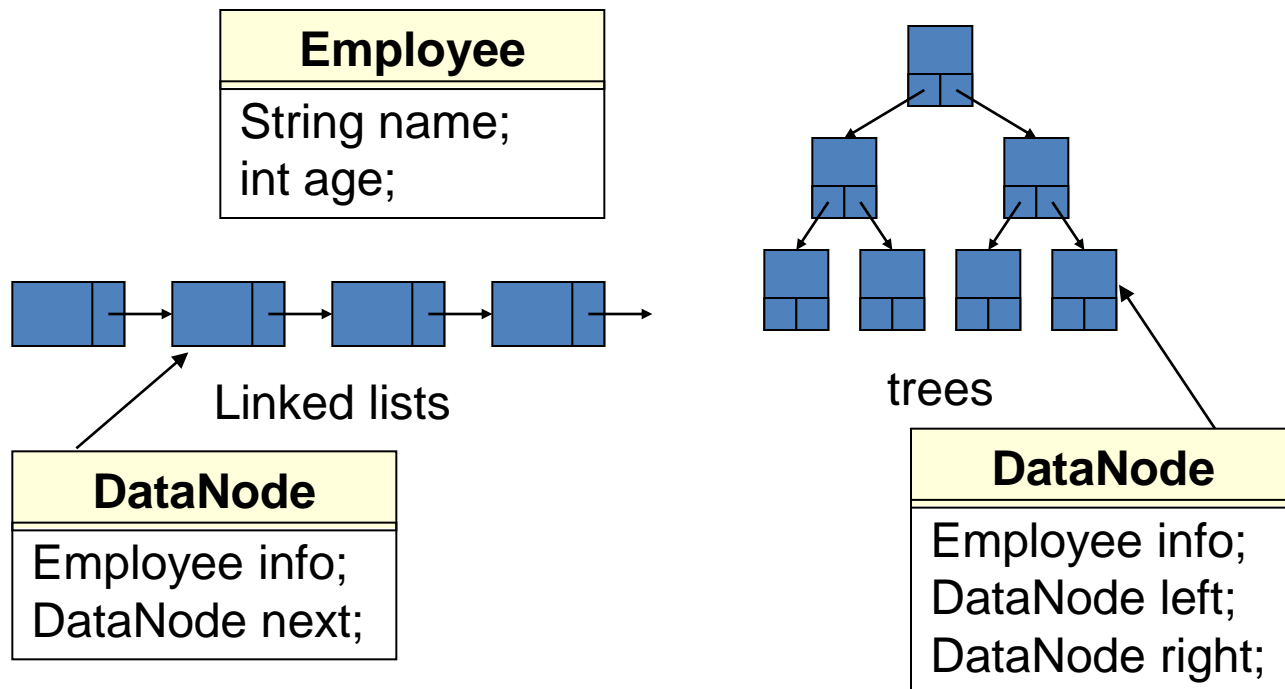 Employee
String name;
int age;
Linked lists
trees
DataNode
Employee info;
DataNode next;
DataNode
Employee info;
DataNode left;
DataNode right;